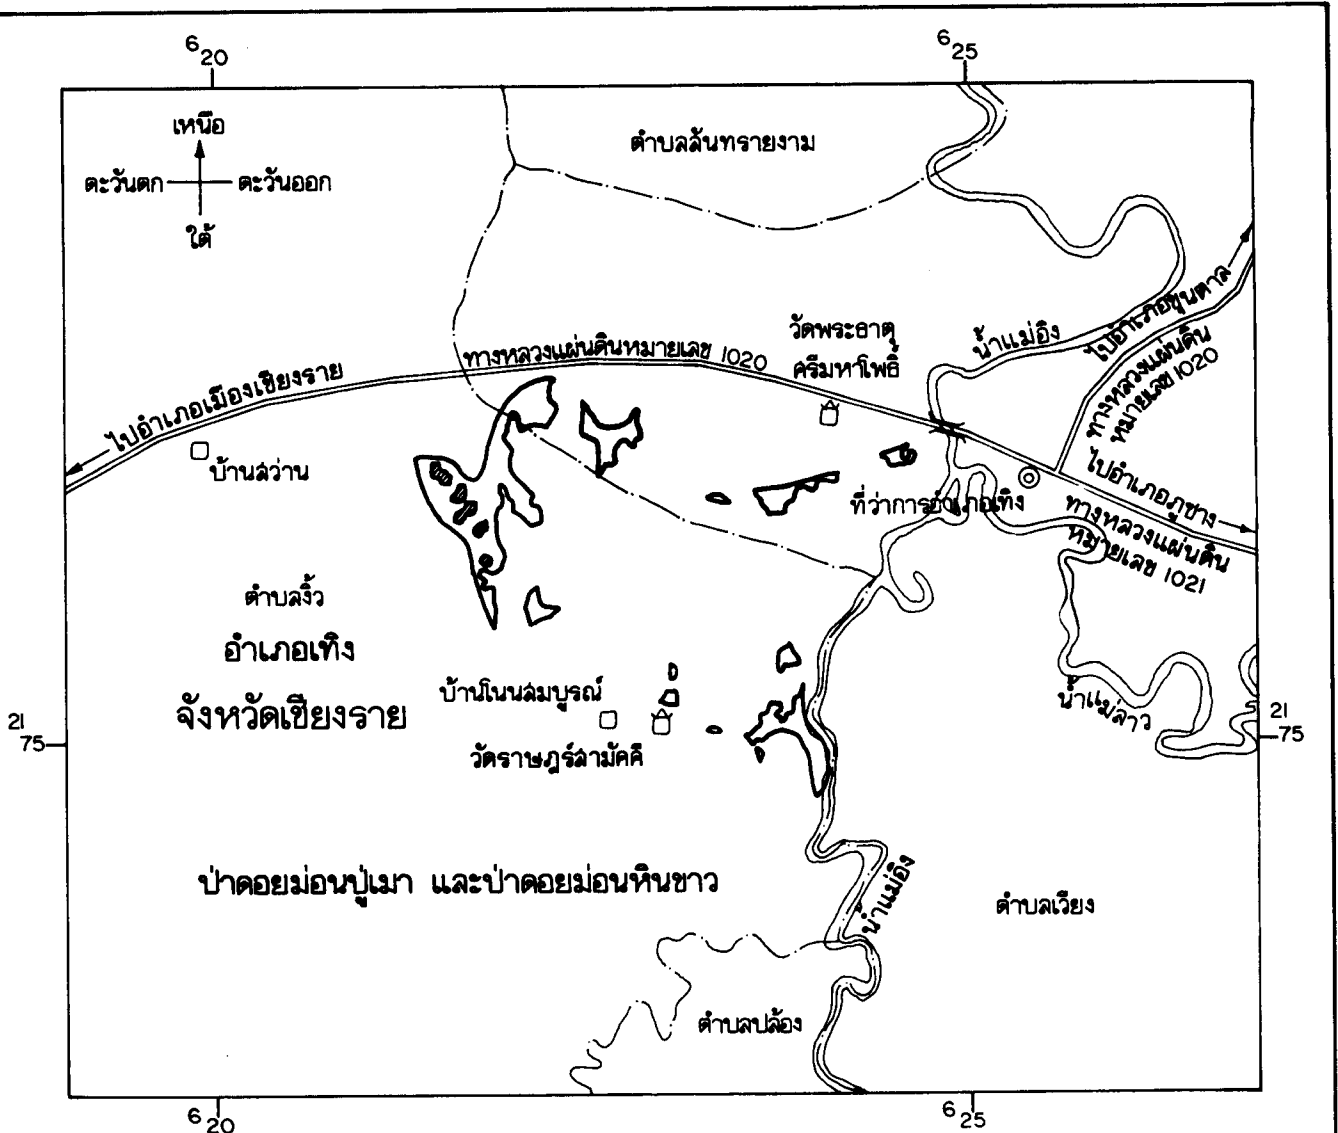 6 20
6 25
เหนือ
ตะวันตก ตะวันออก
ใต้
ตำบลสันทรายงาม
ไปอำเภอขุนตาล
ทางหลวงแผ่นดิน
หมายเลข 1020
น้ำแม่อิง
วัดพระธาตุ
ศรีมหาโพธิ์
ทางหลวงแผ่นดินหมายเลข 1020
ไปอำเภอเมืองเชียงราย
บ้านสว่าน
ที่ว่าการอำเภอเทิง
ไปอำเภอภูซาง
ทางหลวงแผ่นดิน
หมายเลข 1021
ตำบลงิ้ว
อำเภอเทิง
จังหวัดเชียงราย
บ้านโนนสมบูรณ์
วัดราษฎร์สามัคคี
น้ำแม่ลาว
21 75
21 75
ป่าดอยม่อนปู่เมา และป่าดอยม่อนหินขาว
น้ำแม่อิง
ตำบลเวียง
ตำบลปล้อง
6 20
6 25